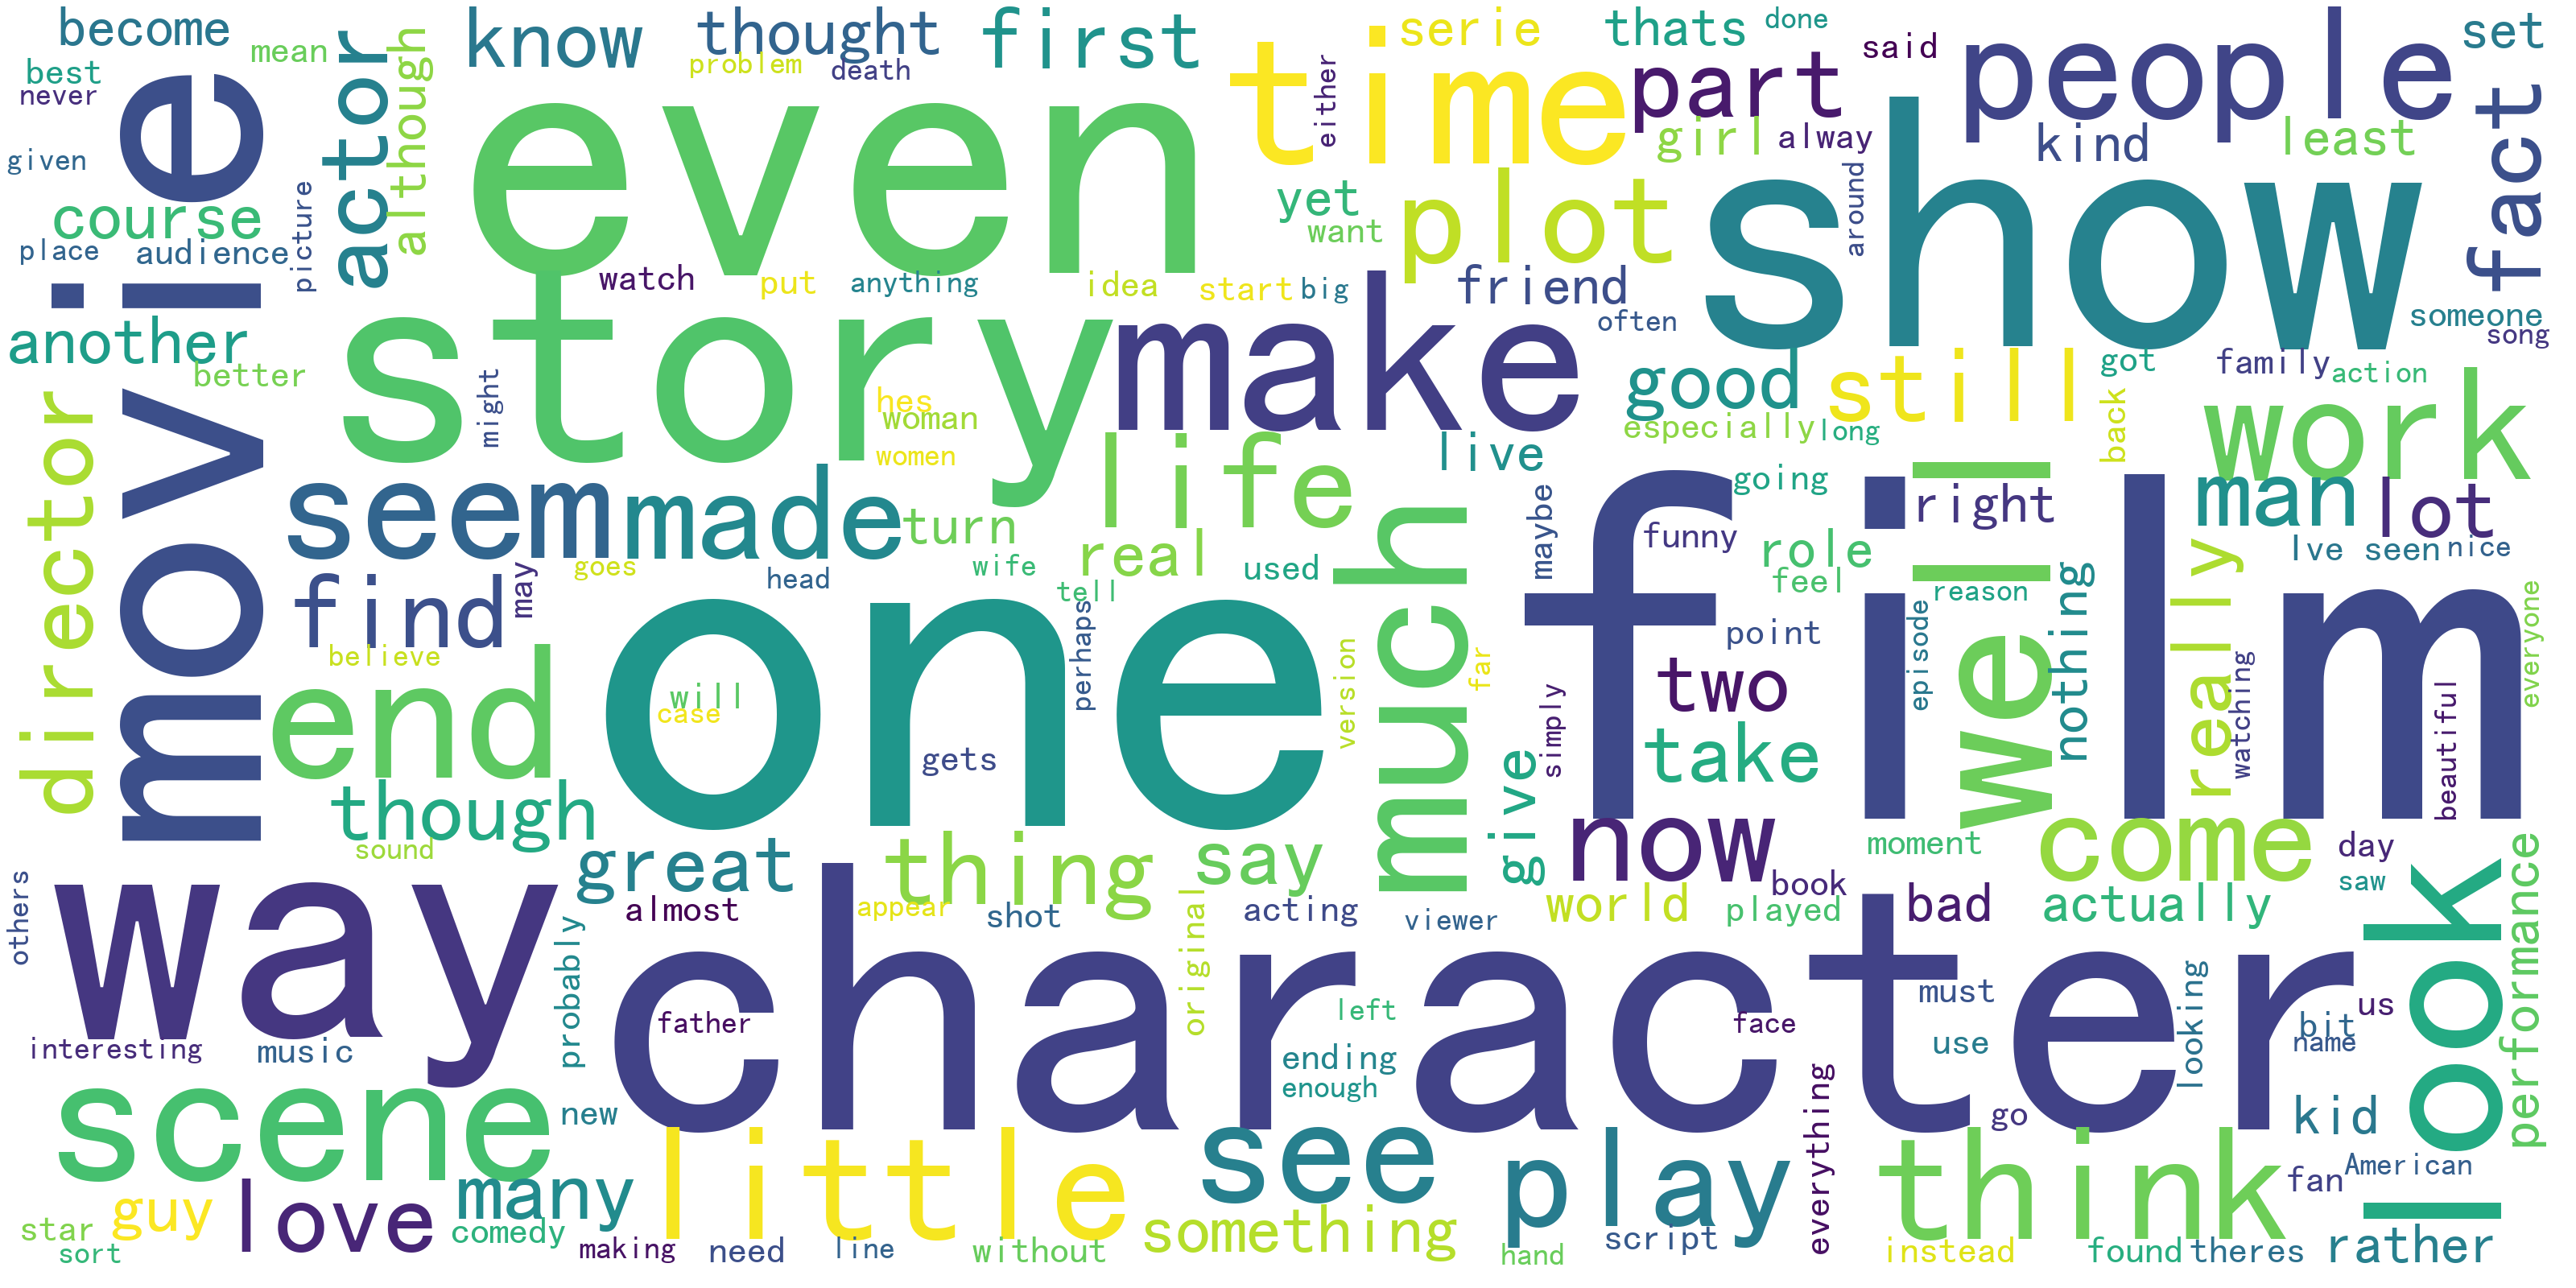 become
mean
best
never
given
course
place
audience
picture
movie
actor
although
know
thought
problem
death
first
even
time
either
serie
thats
done
said
part
girl
alway
people
kind
least
set
fact
yet
want
plot
around
show
another
better
director
watch
put
anything
idea
start
big
friend
often
someone
song
story
might
hes
woman
women
make
good
especially
long
still
got
back
family
action
work
live
life
seem
made
turn
real
wife
tell
used
much
maybe
film
going
funny
role
feel
right
reason
man
lot
Ive seen
nice
find
may
goes
head
believe
end
one
will
case
gets
perhaps
version
far
simply
point
two
take
give
episode
well
nothing
really
watching
beautiful
everyone
though
sound
great
thing
say
now
moment
come
day
saw
look
performance
others
way
almost
appear
shot
original
acting
viewer
world
book
played
bad
actually
interesting
music
probably
character
father
left
face
ending
enough
must
use
looking
us
bit
name
scene
new
go
everything
kid
star
sort
guy
love
many
comedy
little
making
need
line
without
see
something
play
hand
script
think
instead
fan
American
found
theres
rather